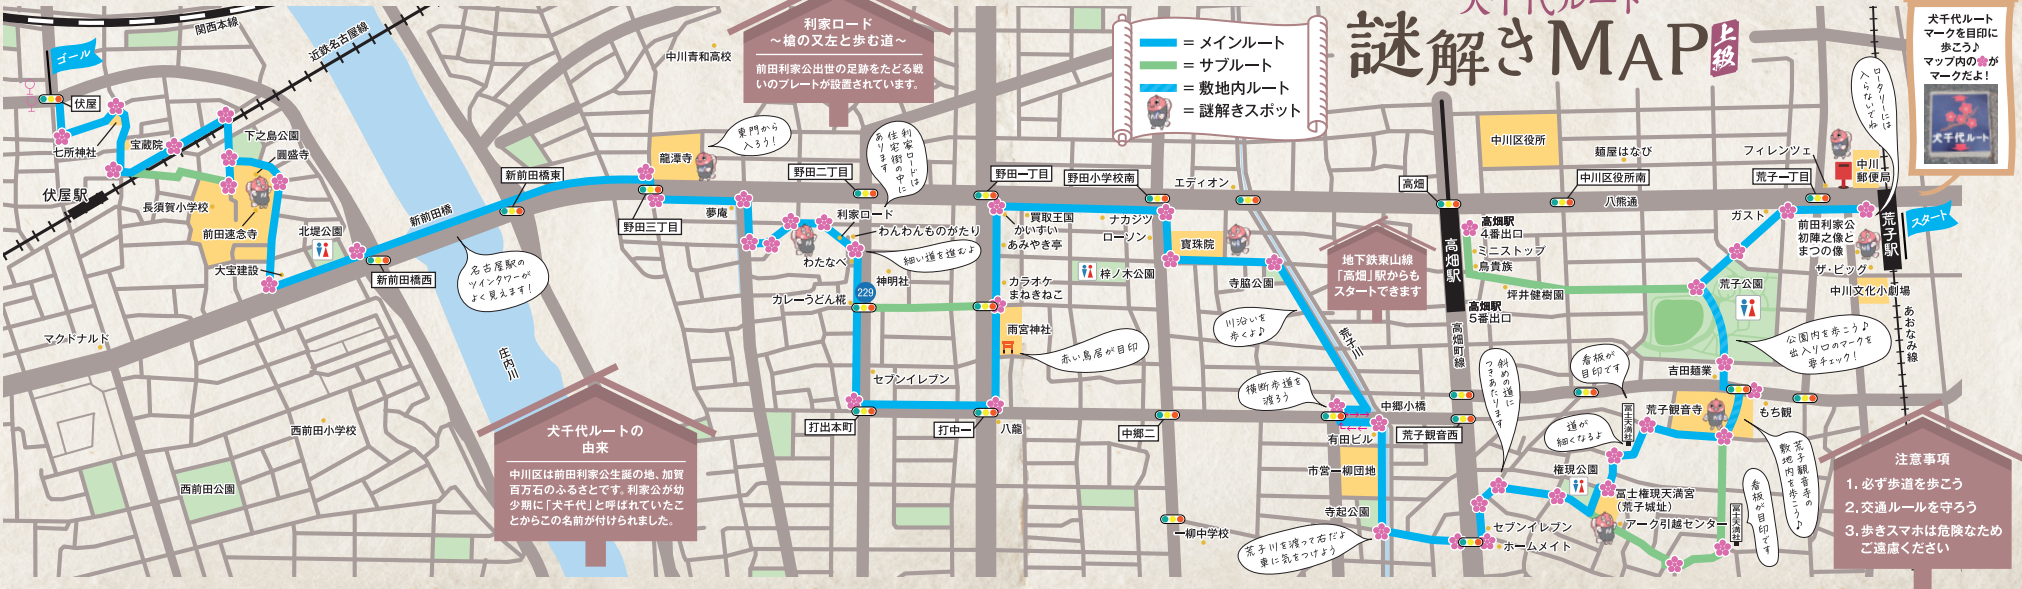 犬千代ルート
謎解きMAP
上級
犬千代ルート
マークを目印に
歩こう♪
マップ内の🌸が
マークだよ！
犬千代ルート
＝メインルート
＝サブルート
＝敷地内ルート
＝謎解きスポット
利家ロード
～槍の又左と歩む道～
前田利家公出世の足跡をたどる戦
いのプレートが設置されています。
関西本線
近鉄名古屋線
ゴール
伏屋
七所神社
宝蔵院
伏屋駅
下之島公園
圓盛寺
長須賀小学校
前田速念寺
北堤公園
大宝建設
新前田橋
新前田橋西
新前田橋東
名古屋駅の
ツインタワーが
よく見えます！
マクドナルド
西前田小学校
西前田公園
庄内川
犬千代ルートの
由来
中川区は前田利家公生誕の地、加賀
百万石のふるさとです。利家公が幼
少期に「犬千代」と呼ばれていたこ
とからこの名前が付けられました。
中川青和高校
龍潭寺
東門から
入ろう！
野田三丁目
夢庵
野田二丁目
利家ロードは
住宅街の中に
あります
利家ロード
わんわんものがたり
わたなべ
細い道を進むよ
神明社
229
カレーうどん椛
セブンイレブン
打出本町
打中一
八龍
野田一丁目
買取王国
かいずい
あみやき亭
カラオケ
まねきねこ
雨宮神社
赤い鳥居が目印
野田小学校南
ナカジツ
ローソン
エディオン
寶珠院
梓ノ木公園
寺脇公園
川沿いを
歩くよ♪
荒子川
横断歩道を
渡ろう
中郷小橋
有田ビル
中郷二
市営一柳団地
寺起公園
一柳中学校
荒子川を渡って右だよ
車に気をつけよう
地下鉄東山線
「高畑」駅からも
スタートできます
高畑
高畑駅
高畑駅
4番出口
ミニストップ
鳥貴族
坪井健樹園
高畑駅
5番出口
高畑町線
荒子観音西
斜めの道に
つきあたります
セブンイレブン
ホームメイト
中川区役所
麺屋はなび
中川区役所南
八熊通
フィレンツェ
荒子一丁目
中川
郵便局
ロータリーには
入らないでね
ガスト
前田利家公
初陣之像と
まつの像
ザ・ビッグ
荒子駅
スタート
中川文化小劇場
あおなみ線
荒子公園
公園内を歩こう♪
出入り口のマークを
要チェック！
吉田麺業
看板が
目印です
冨士天満社
荒子観音寺
もち観
道が
細くなるよ
権現公園
冨士権現天満宮
（荒子城址）
アーク引越センター
冨士天満社
看板が目印です
荒子観音寺の
敷地内を歩こう♪
注意事項
1. 必ず歩道を歩こう
2. 交通ルールを守ろう
3. 歩きスマホは危険なため
ご遠慮ください